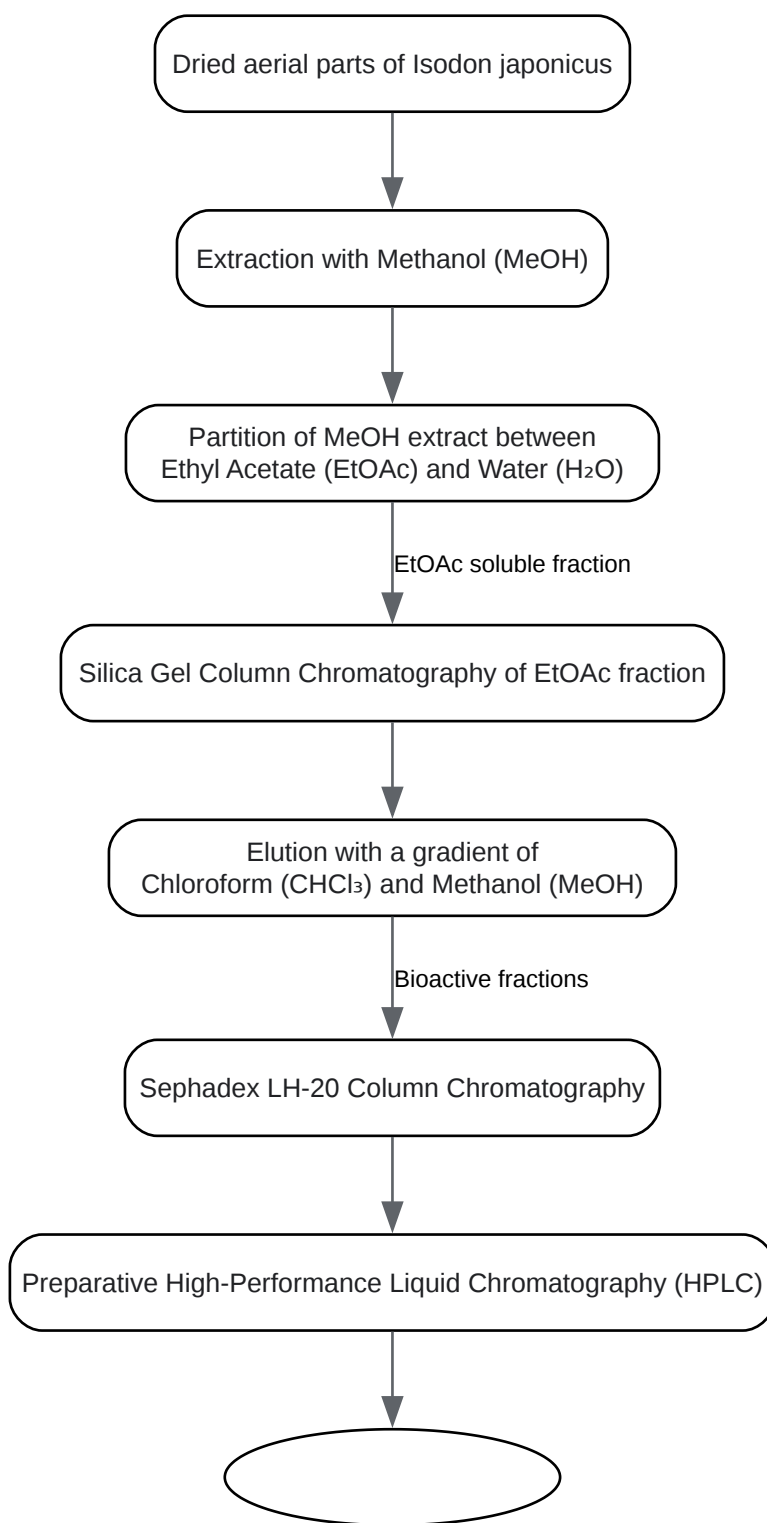 Dried aerial parts of Isodon japonicus
Extraction with Methanol (MeOH)
Partition of MeOH extract between
Ethyl Acetate (EtOAc) and Water (H₂O)
EtOAc soluble fraction
Silica Gel Column Chromatography of EtOAc fraction
Elution with a gradient of
Chloroform (CHCl₃) and Methanol (MeOH)
Bioactive fractions
Sephadex LH-20 Column Chromatography
Preparative High-Performance Liquid Chromatography (HPLC)